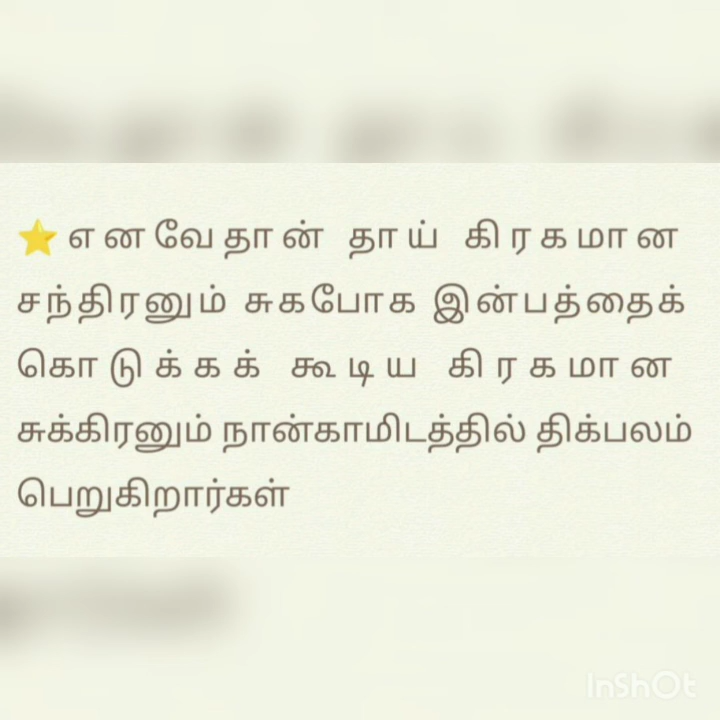 ⭐ எனவேதான் தாய் கிரகமான
சந்திரனும் சுகபோக இன்பத்தைக்
கொடுக்கக் கூடிய கிரகமான
சுக்கிரனும் நான்காமிடத்தில் திக்பலம்
பெறுகிறார்கள்
InShOt